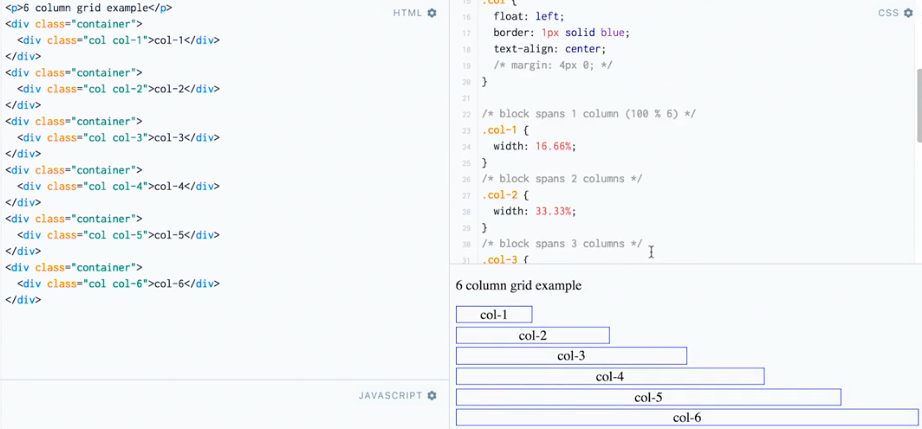 <p>6 column grid example</p>
<div class="container">
<div class="col col-1">col-1</div>
</div>
<div class="container">
<div class="col col-2">col-2</div>
</div>
<div class="container">
<div class="col col-3">col-3</div>
</div>
<div class="container">
<div class="col col-4">col-4</div>
</div>
<div class="container">
<div class="col col-5">col-5</div>
</div>
<div class="container">
<div class="col col-6">col-6</div>
</div>
HTML
JAVASCRIPT
CSS
15 .col {
16 float: left;
17 border: 1px solid blue;
18 text-align: center;
19 /* margin: 4px 0; */
20 }
21
22 /* block spans 1 column (100 % 6) */
23 .col-1 {
24 width: 16.66%;
25 }
26 /* block spans 2 columns */
27 .col-2 {
28 width: 33.33%;
29 }
30 /* block spans 3 columns */
31 .col-3 {
6 column grid example
col-1
col-2
col-3
col-4
col-5
col-6